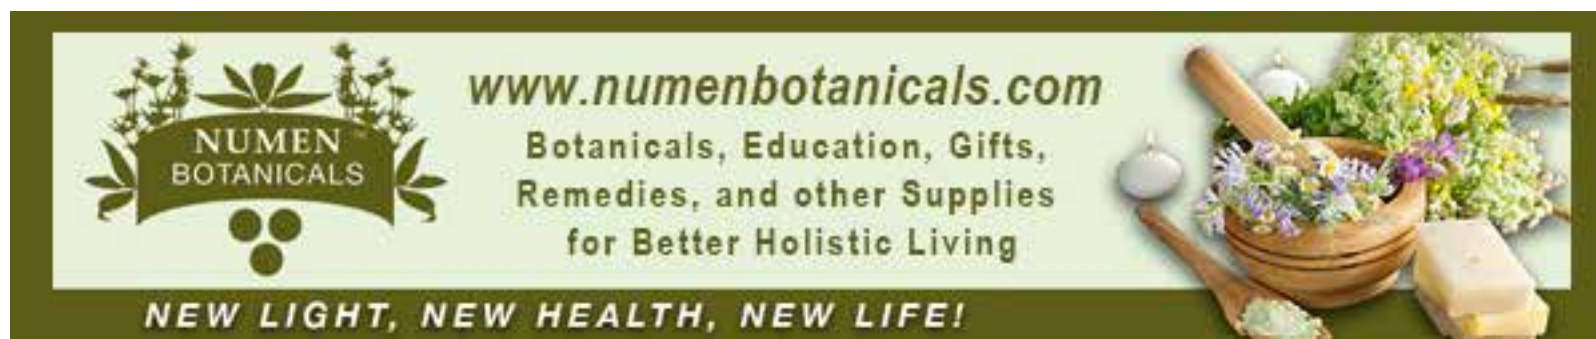 NUMEN™
BOTANICALS
www.numenbotanicals.com
Botanicals, Education, Gifts,
Remedies, and other Supplies
for Better Holistic Living
NEW LIGHT, NEW HEALTH, NEW LIFE!